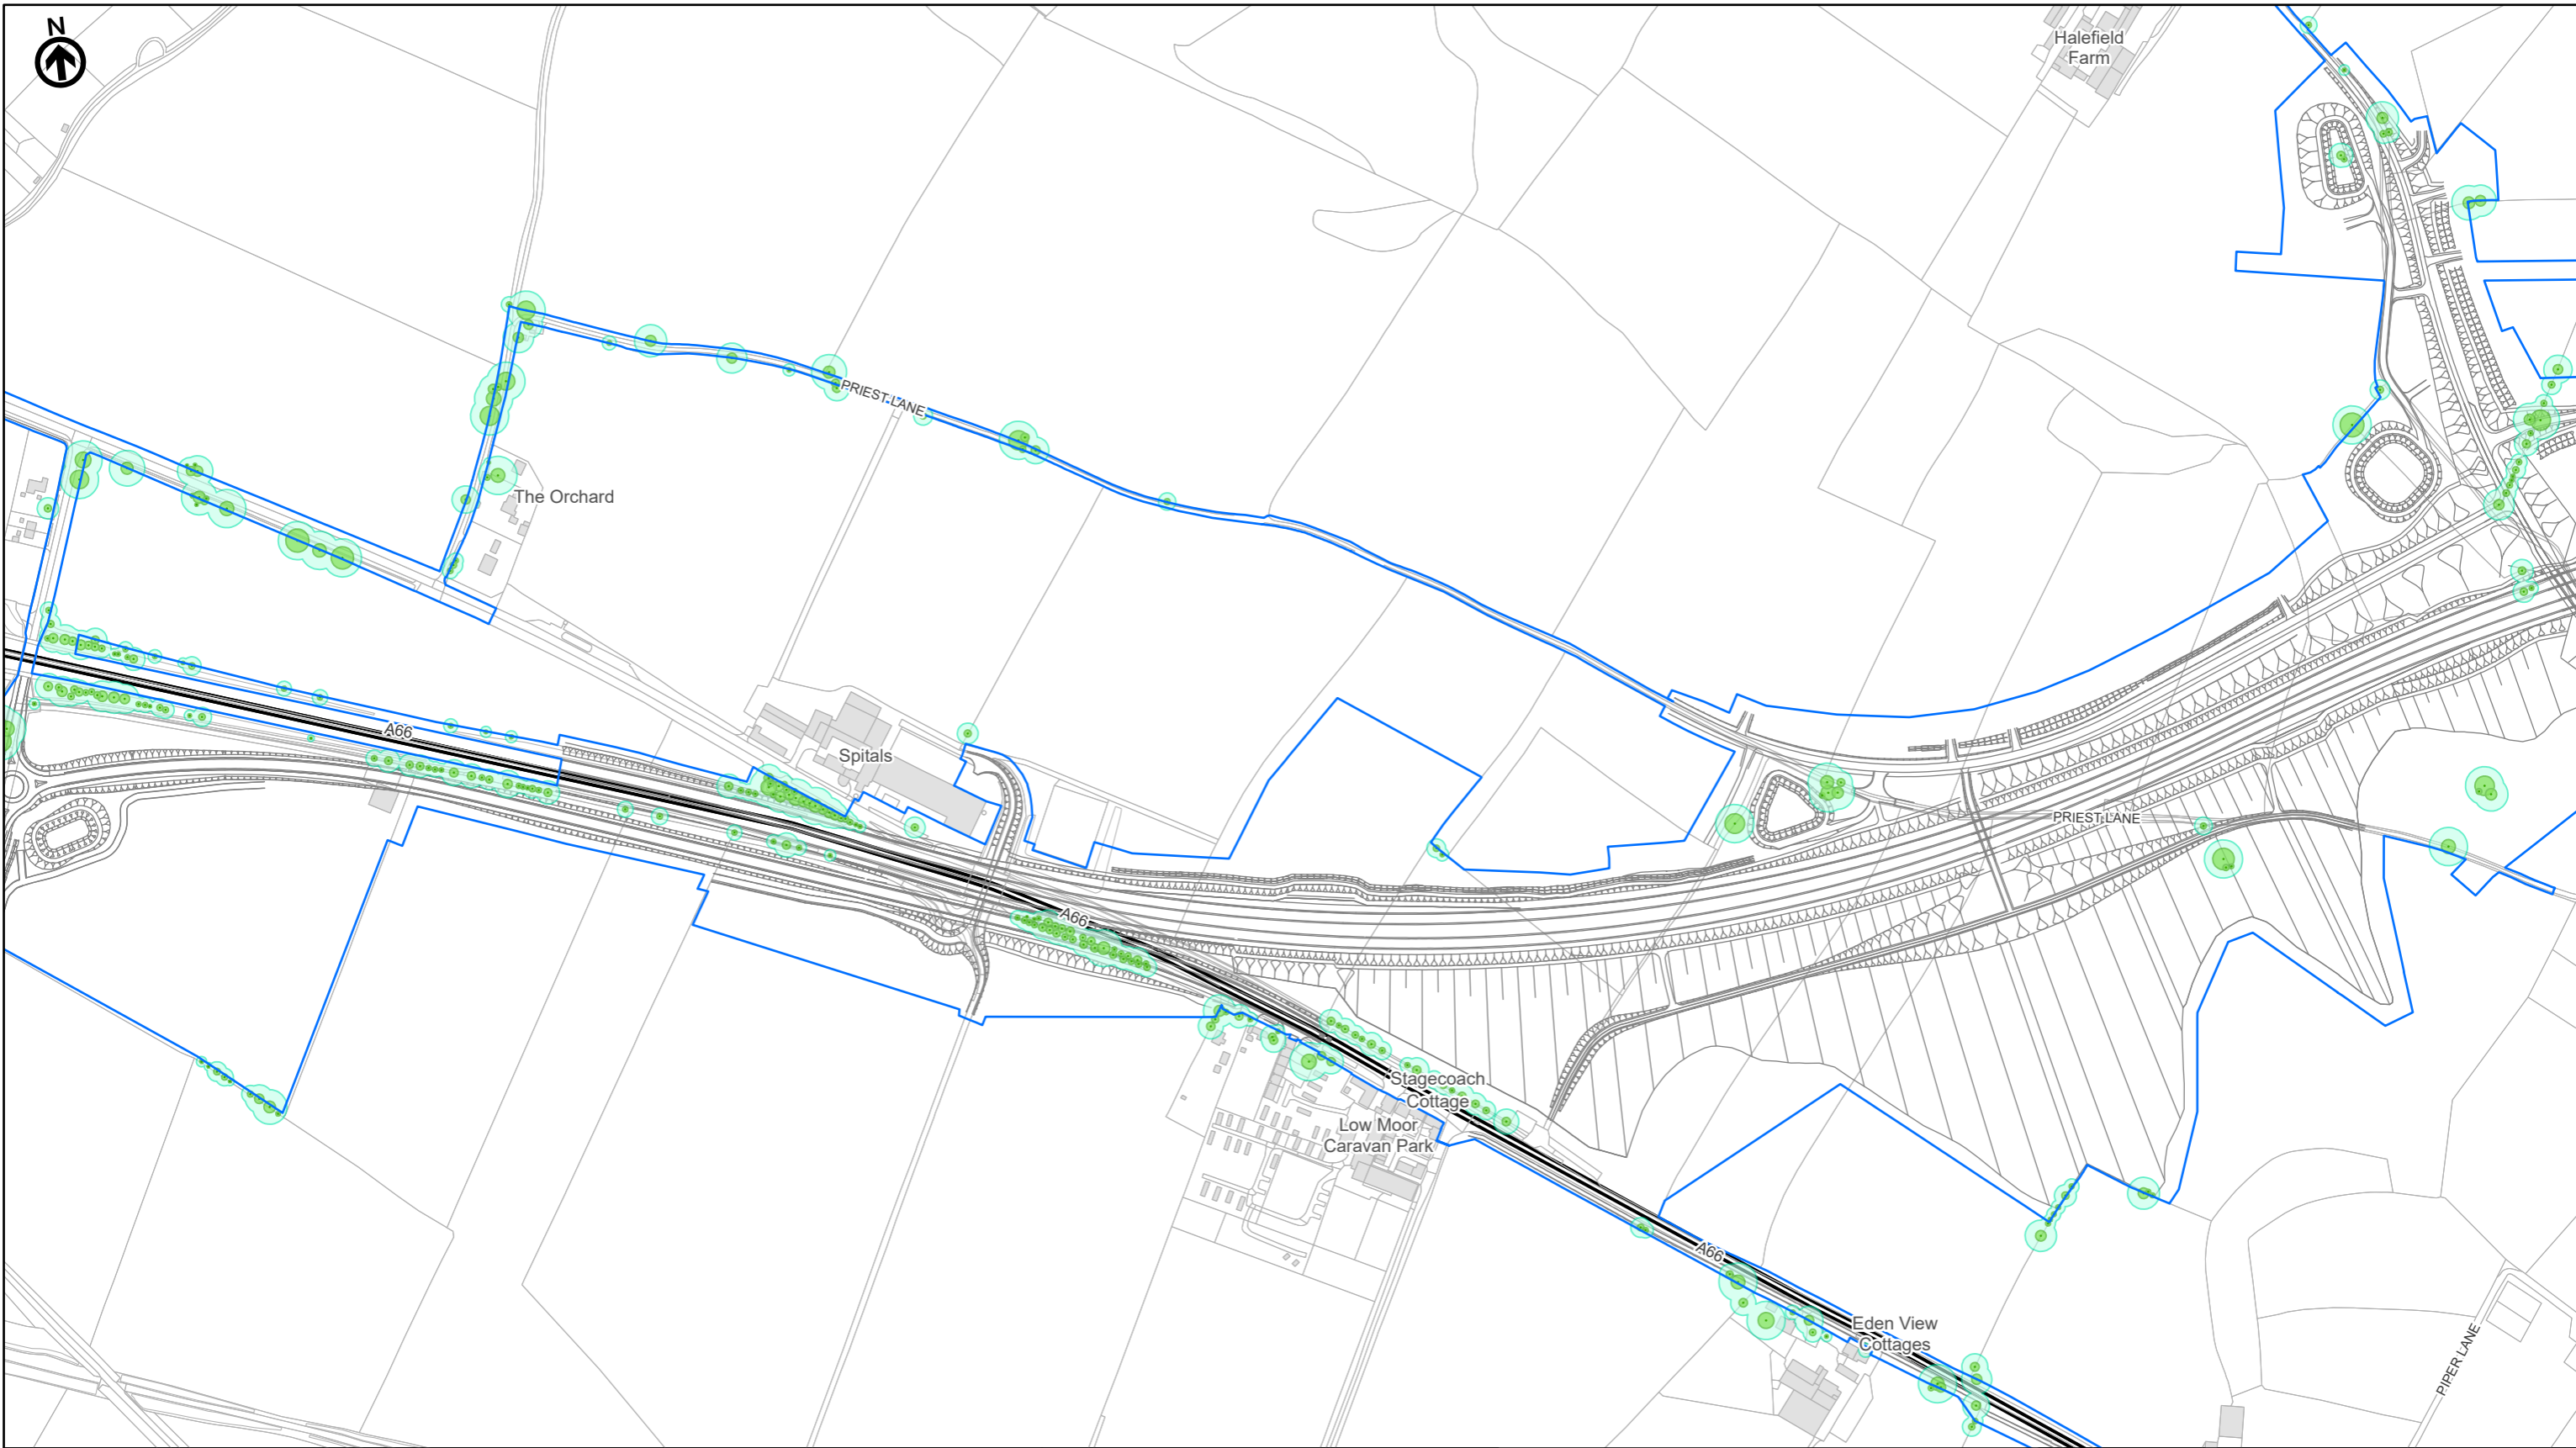 N
Halefield
Farm
PRIEST LANE
The Orchard
A66
Spitals
PRIEST LANE
A66
Stagecoach
Cottage
Low Moor
Caravan Park
A66
Eden View
Cottages
PIPER LANE